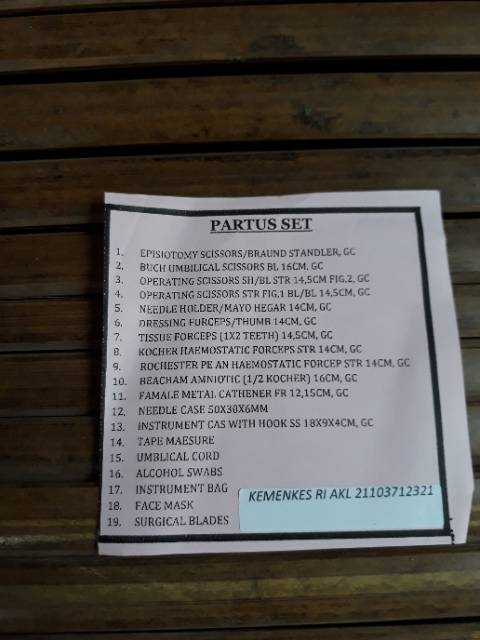 PARTUS SET
1. EPISIOTOMY SCISSORS/BRAUND STANDLER, GC
2. BUCH UMBILICAL SCISSORS BL 16CM, GC
3. OPERATING SCISSORS SH/BL STR 14,5CM FIG.2, GC
4. OPERATING SCISSORS STR FIG.1 BL/BL 14,5CM, GC
5. NEEDLE HOLDER/MAYO HEGAR 14CM, GC
6. DRESSING FORCEPS/THUMB 14CM, GC
7. TISSUE FORCEPS (1X2 TEETH) 14,5CM, GC
8. KOCHER HAEMOSTATIC FORCEPS STR 14CM, GC
9. ROCHESTER PE AN HAEMOSTATIC FORCEP STR 14CM, GC
10. BEACHAM AMNIOTIC (1/2 KOCHER) 16CM, GC
11. FAMALE METAL CATHENER FR 12,15CM, GC
12. NEEDLE CASE 50X30X6MM
13. INSTRUMENT CAS WITH HOOK SS 18X9X4CM, GC
14. TAPE MAESURE
15. UMBLICAL CORD
16. ALCOHOL SWABS
17. INSTRUMENT BAG
18. FACE MASK
19. SURGICAL BLADES
KEMENKES RI AKL 21103712321